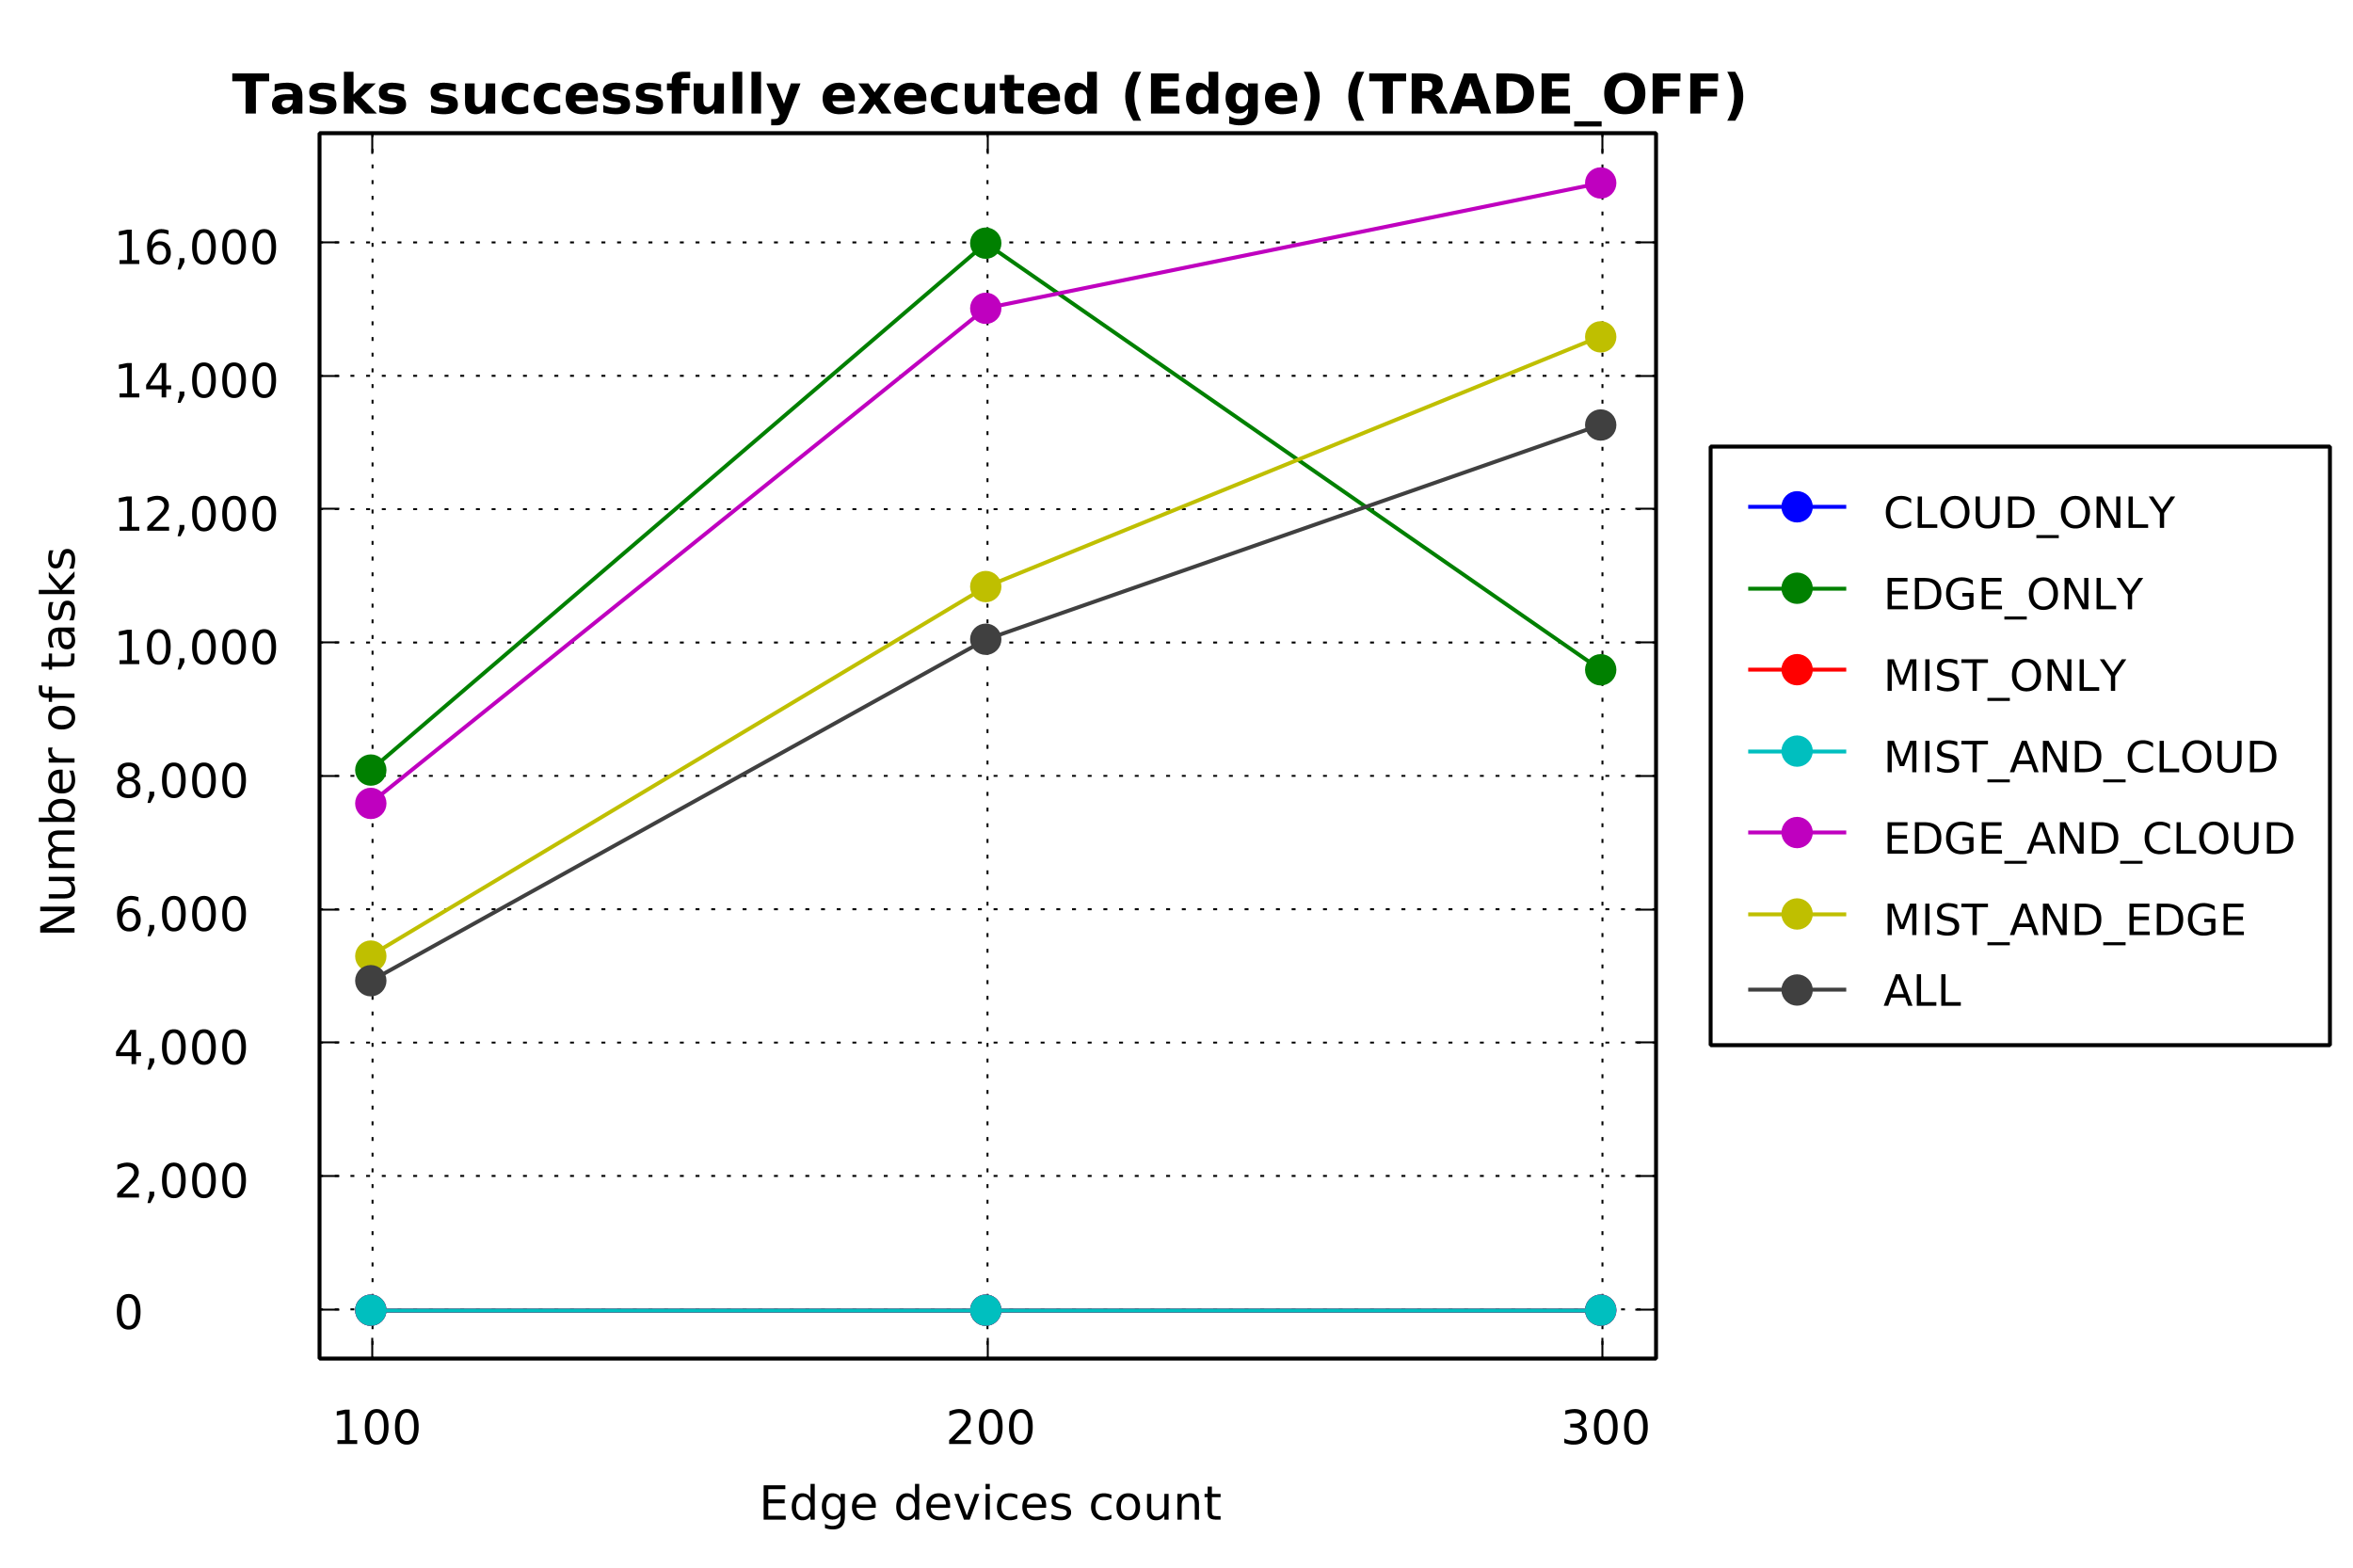 Tasks successfully executed (Edge) (TRADE_OFF)
Number of tasks
16,000
14,000
12,000
10,000
8,000
6,000
4,000
2,000
0
100
200
300
Edge devices count
CLOUD_ONLY
EDGE_ONLY
MIST_ONLY
MIST_AND_CLOUD
EDGE_AND_CLOUD
MIST_AND_EDGE
ALL